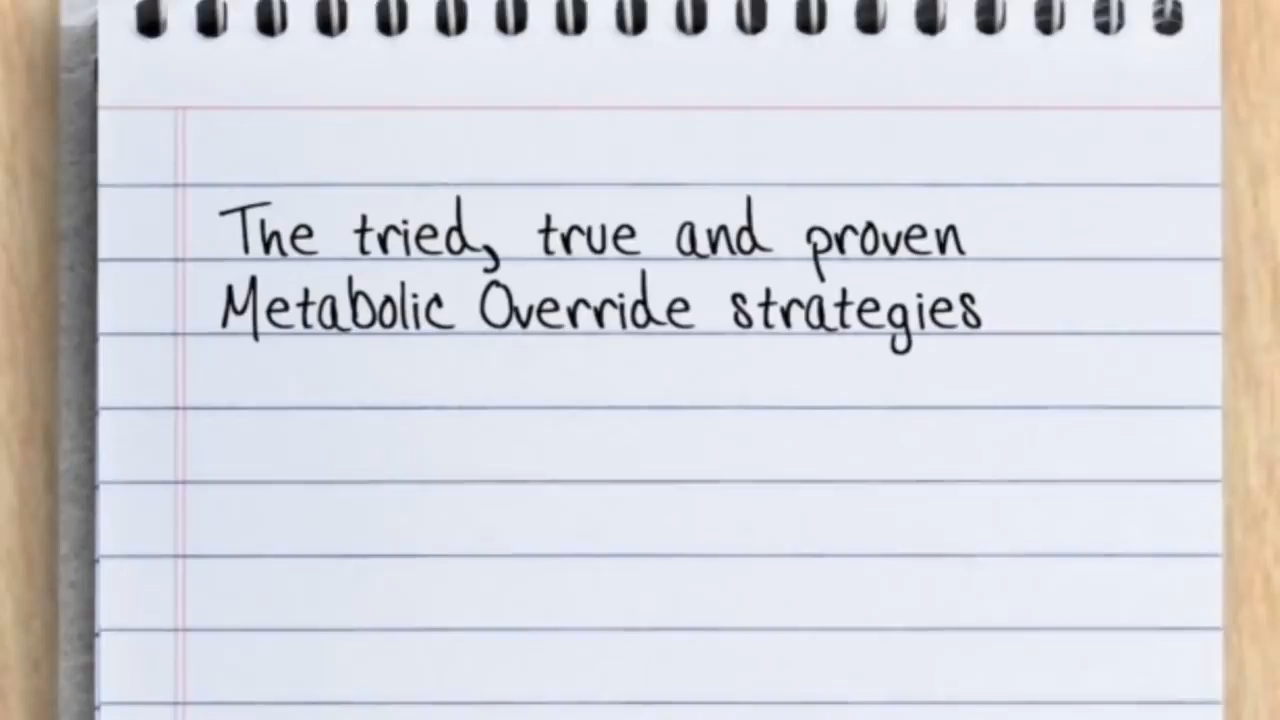 The tried, true and proven
Metabolic Override strategies